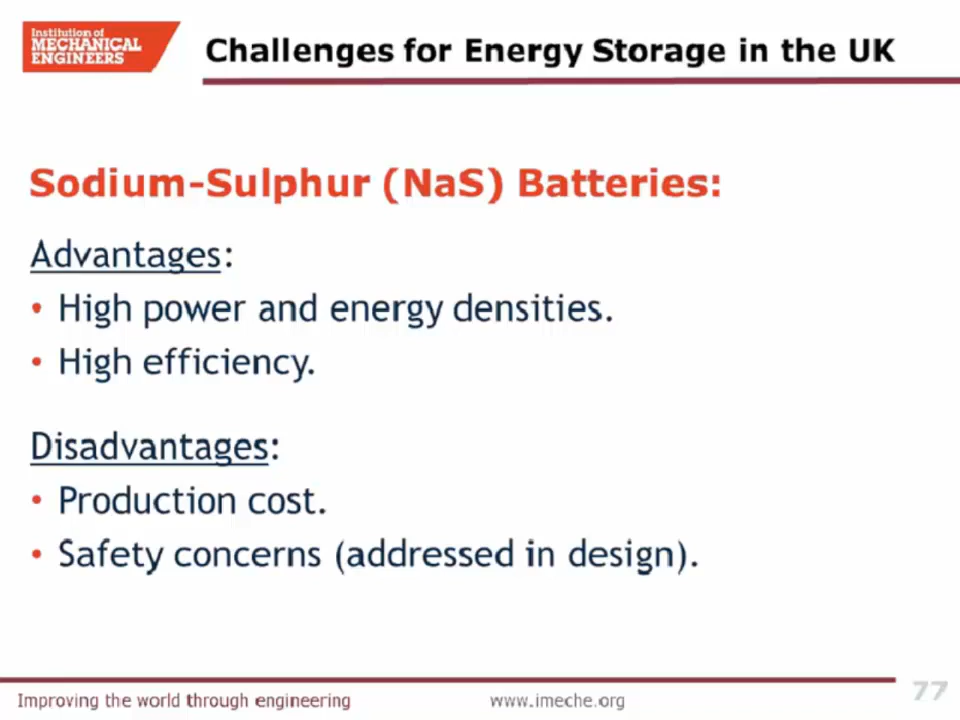 Institution of
MECHANICAL
ENGINEERS
Challenges for Energy Storage in the UK
Sodium-Sulphur (NaS) Batteries:
Advantages:
• High power and energy densities.
• High efficiency.
Disadvantages:
• Production cost.
• Safety concerns (addressed in design).
Improving the world through engineering
www.imeche.org
77